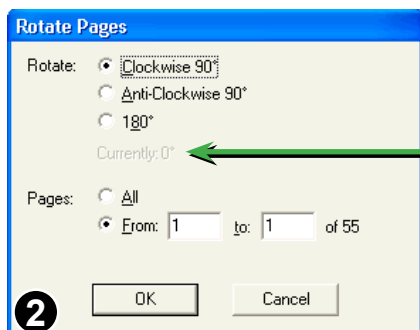 Rotate Pages
Rotate: Clockwise 90°
Anti-Clockwise 90°
180°
Currently: 0°
Pages: All
From: 1 to: 1 of 55
2 OK Cancel